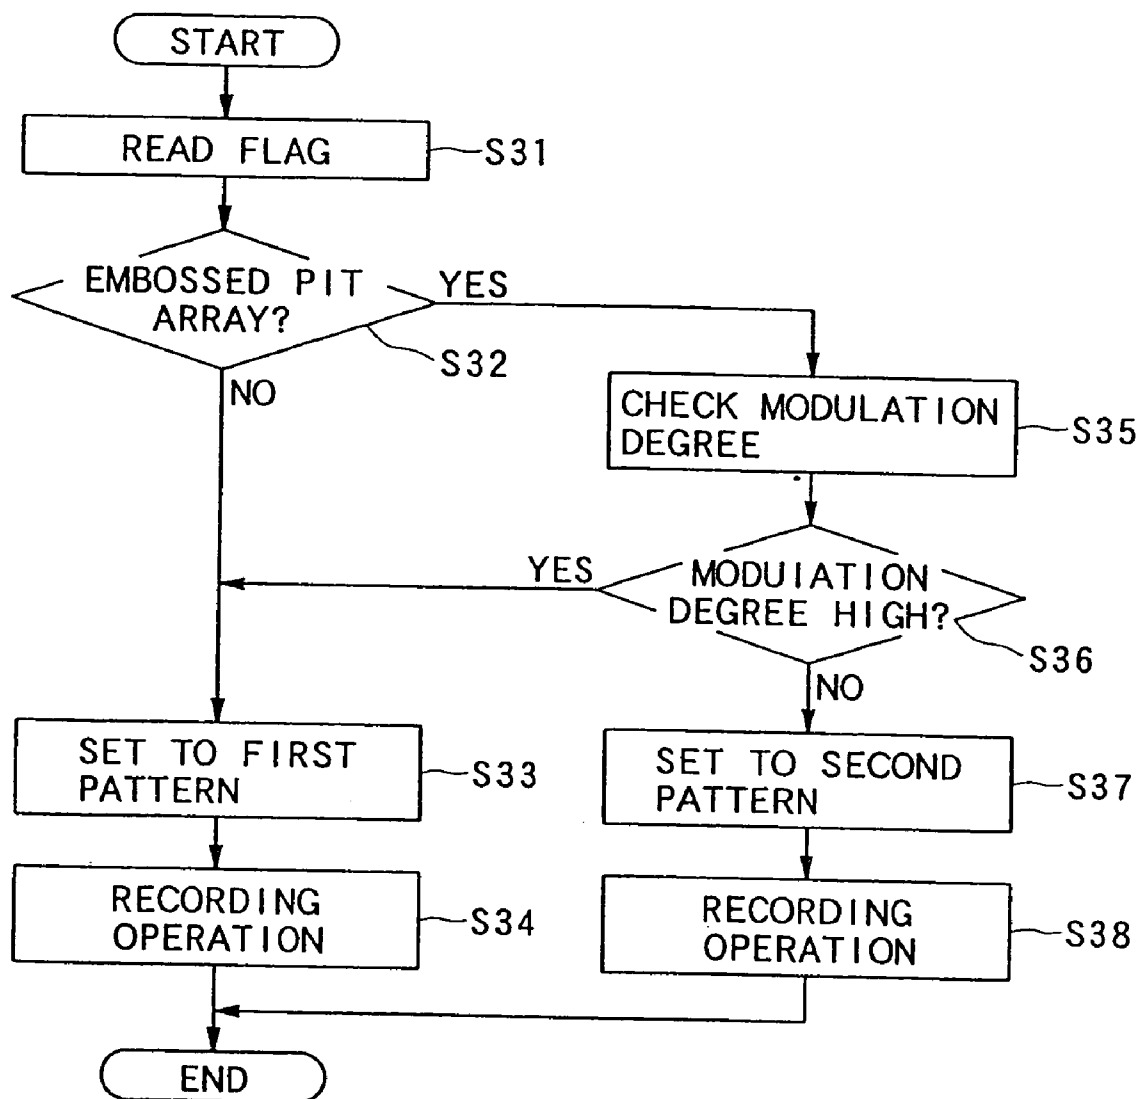 START
READ FLAG
S31
EMBOSSED PIT
ARRAY?
YES
S32
NO
CHECK MODULATION
DEGREE
S35
YES
MODUIATION
DEGREE HIGH?
S36
NO
SET TO FIRST
PATTERN
S33
SET TO SECOND
PATTERN
S37
RECORDING
OPERATION
S34
RECORDING
OPERATION
S38
END